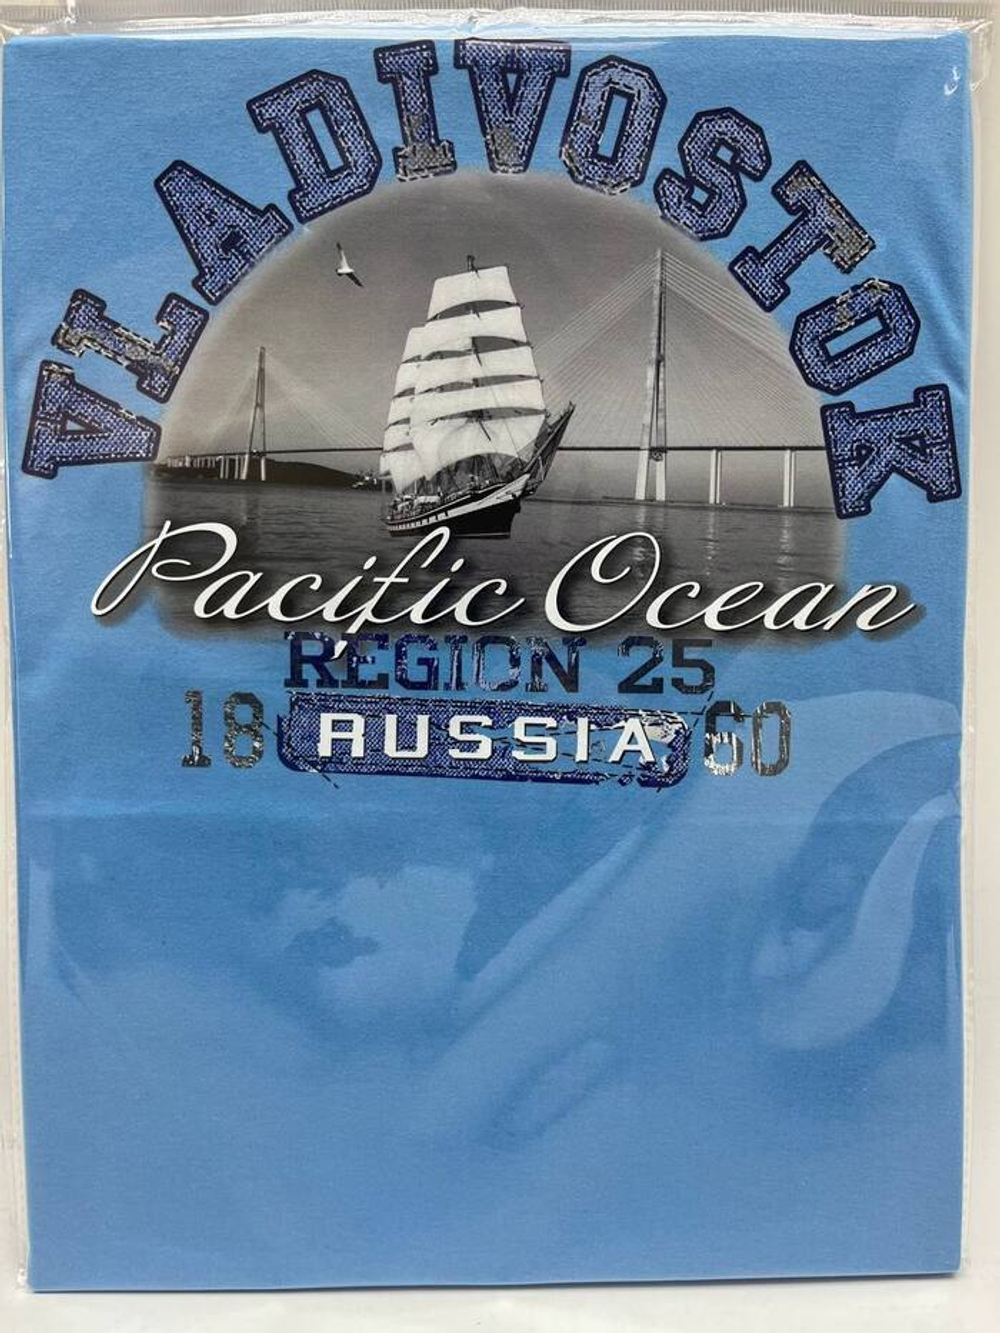 VLADIVOSTOK
Pacific Ocean
REGION 25
18 RUSSIA 60